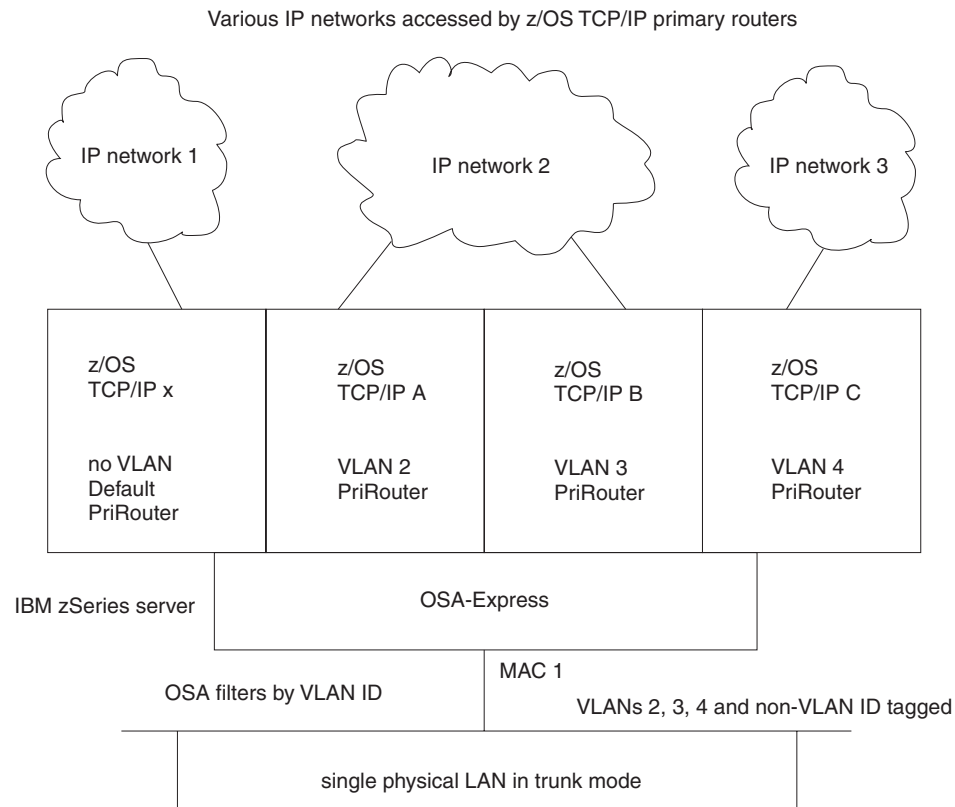 Various IP networks accessed by z/OS TCP/IP primary routers
IP network 1
IP network 2
IP network 3
z/OS
TCP/IP x
no VLAN
Default
PriRouter
z/OS
TCP/IP A
VLAN 2
PriRouter
z/OS
TCP/IP B
VLAN 3
PriRouter
z/OS
TCP/IP C
VLAN 4
PriRouter
IBM zSeries server
OSA-Express
MAC 1
OSA filters by VLAN ID
VLANs 2, 3, 4 and non-VLAN ID tagged
single physical LAN in trunk mode